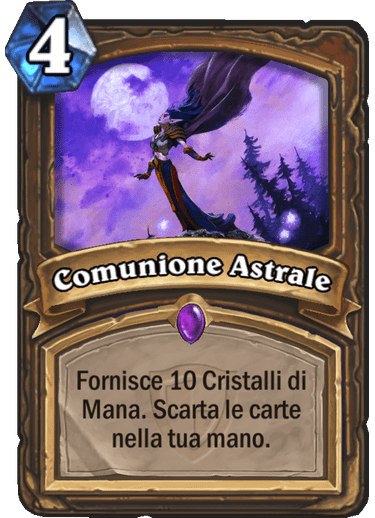 4
Comunione Astrale
Fornisce 10 Cristalli di
Mana. Scarta le carte
nella tua mano.